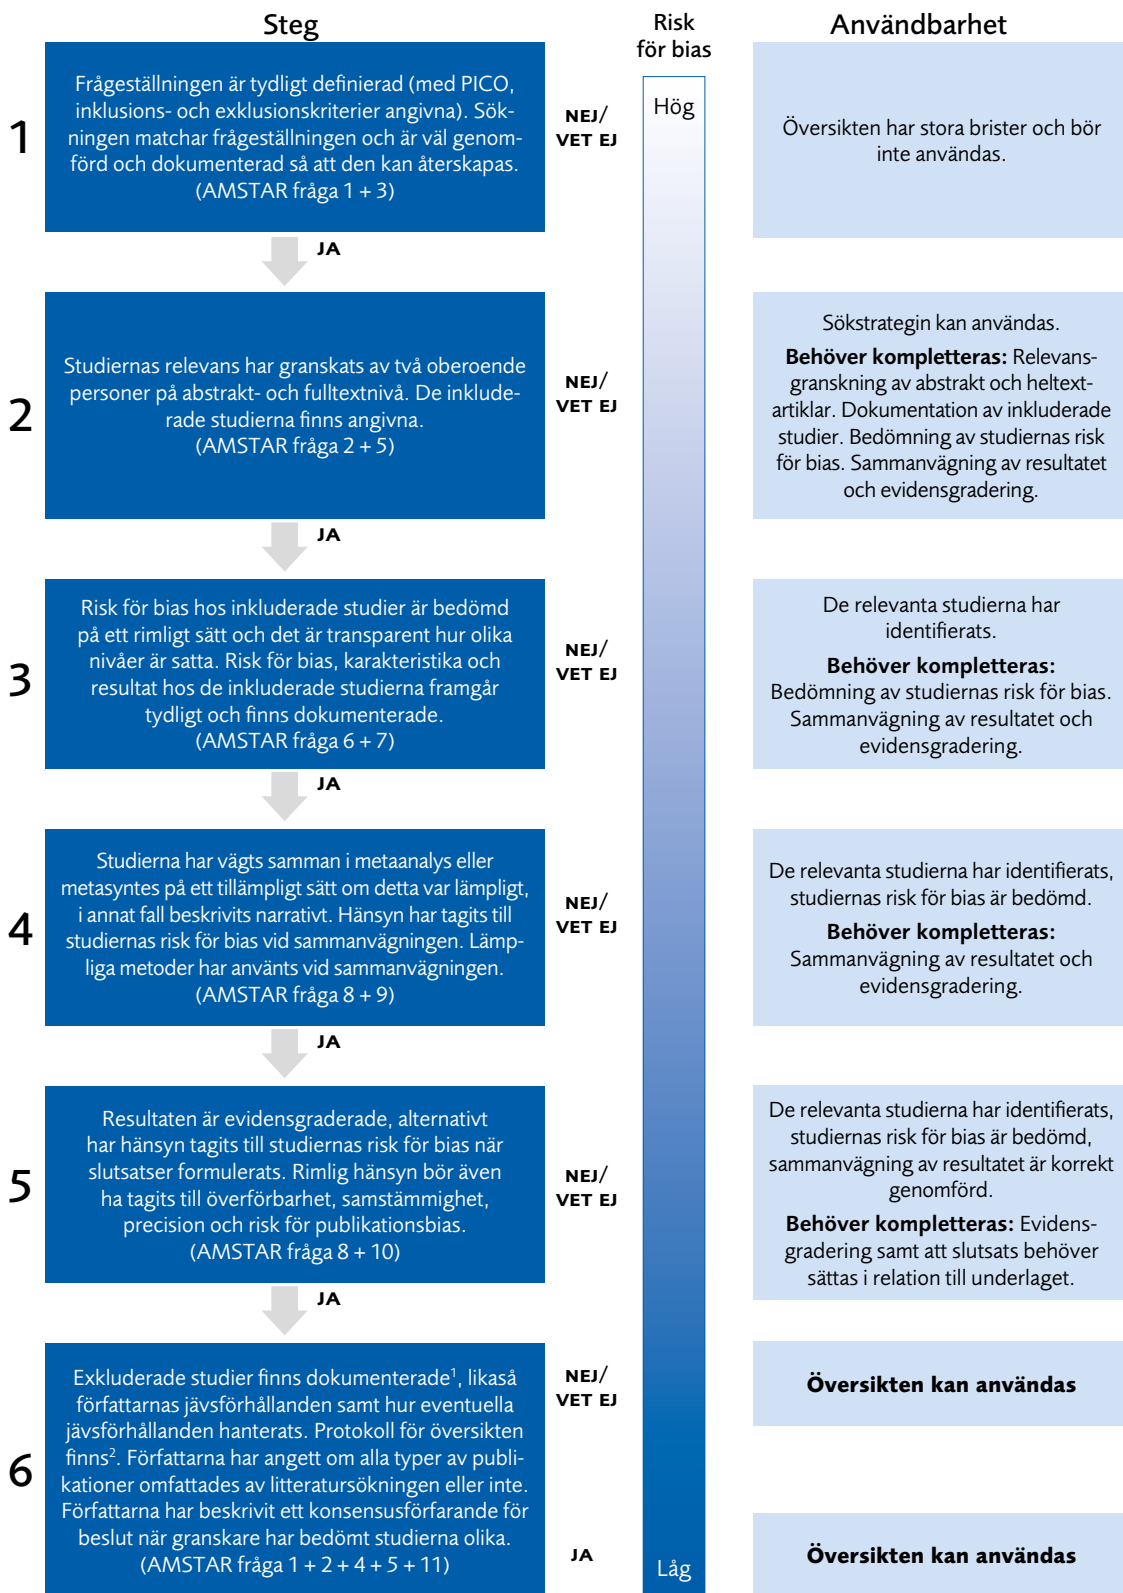 Steg
Risk
för bias
Användbarhet
1
Frågeställningen är tydligt definierad (med PICO,
inklusions- och exklusionskriterier angivna). Sök-
ningen matchar frågeställningen och är väl genom-
förd och dokumenterad så att den kan återskapas.
(AMSTAR fråga 1 + 3)
NEJ/
VET EJ
Hög
Översikten har stora brister och bör
inte användas.
JA
2
Studiernas relevans har granskats av två oberoende
personer på abstrakt- och fulltextnivå. De inklude-
rade studierna finns angivna.
(AMSTAR fråga 2 + 5)
NEJ/
VET EJ
Sökstrategin kan användas.
Behöver kompletteras: Relevans-
granskning av abstrakt och heltext-
artiklar. Dokumentation av inkluderade
studier. Bedömning av studiernas risk
för bias. Sammanvägning av resultatet
och evidensgradering.
JA
3
Risk för bias hos inkluderade studier är bedömd
på ett rimligt sätt och det är transparent hur olika
nivåer är satta. Risk för bias, karakteristika och
resultat hos de inkluderade studierna framgår
tydligt och finns dokumenterade.
(AMSTAR fråga 6 + 7)
NEJ/
VET EJ
De relevanta studierna har
identifierats.
Behöver kompletteras:
Bedömning av studiernas risk för bias.
Sammanvägning av resultatet och
evidensgradering.
JA
4
Studierna har vägts samman i metaanalys eller
metasyntes på ett tillämpligt sätt om detta var lämpligt,
i annat fall beskrivits narrativt. Hänsyn har tagits till
studiernas risk för bias vid sammanvägningen. Lämp-
liga metoder har använts vid sammanvägningen.
(AMSTAR fråga 8 + 9)
NEJ/
VET EJ
De relevanta studierna har identifierats,
studiernas risk för bias är bedömd.
Behöver kompletteras:
Sammanvägning av resultatet och
evidensgradering.
JA
5
Resultaten är evidensgraderade, alternativt
har hänsyn tagits till studiernas risk för bias när
slutsatser formulerats. Rimlig hänsyn bör även
ha tagits till överförbarhet, samstämmighet,
precision och risk för publikationsbias.
(AMSTAR fråga 8 + 10)
NEJ/
VET EJ
De relevanta studierna har identifierats,
studiernas risk för bias är bedömd,
sammanvägning av resultatet är korrekt
genomförd.
Behöver kompletteras: Evidens-
gradering samt att slutsats behöver
sättas i relation till underlaget.
JA
6
Exkluderade studier finns dokumenterade¹, likaså
författarnas jävsförhållanden samt hur eventuella
jävsförhållanden hanterats. Protokoll för översikten
finns². Författarna har angett om alla typer av publi-
kationer omfattades av litteratursökningen eller inte.
Författarna har beskrivit ett konsensusförfarande för
beslut när granskare har bedömt studierna olika.
(AMSTAR fråga 1 + 2 + 4 + 5 + 11)
NEJ/
VET EJ
Översikten kan användas
JA
Låg
Översikten kan användas